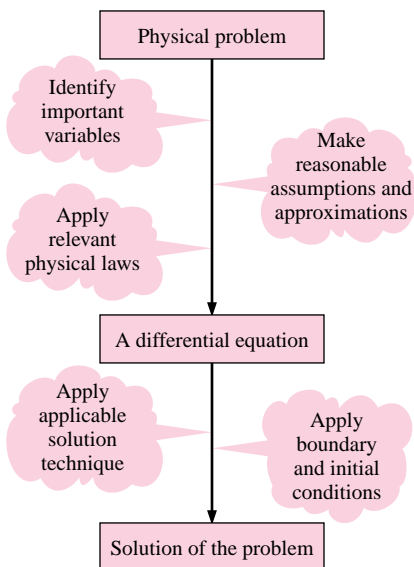 Physical problem
Identify
important
variables
Make
reasonable
assumptions and
approximations
Apply
relevant
physical laws
A differential equation
Apply
applicable
solution
technique
Apply
boundary
and initial
conditions
Solution of the problem